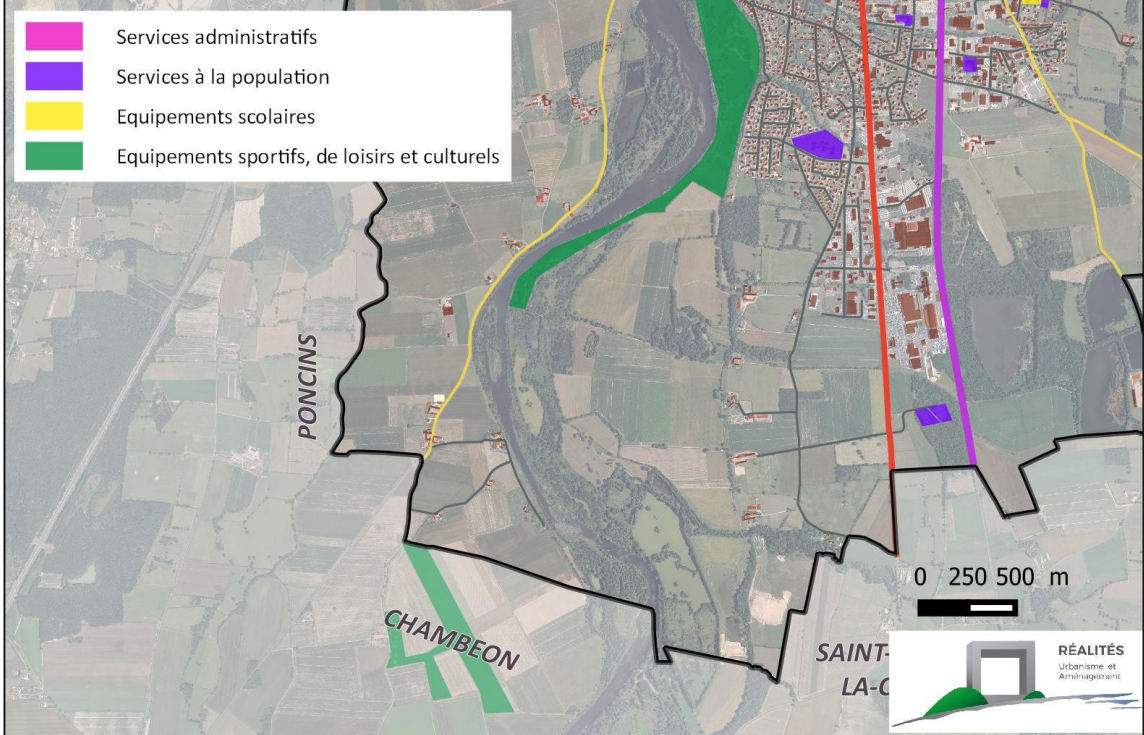 Services administratifs
Services à la population
Equipements scolaires
Equipements sportifs, de loisirs et culturels
PONCINS
CHAMBEON
0 250 500 m
SAINT-
LA-C
RÉALITÉS
Urbanisme et
Aménagement